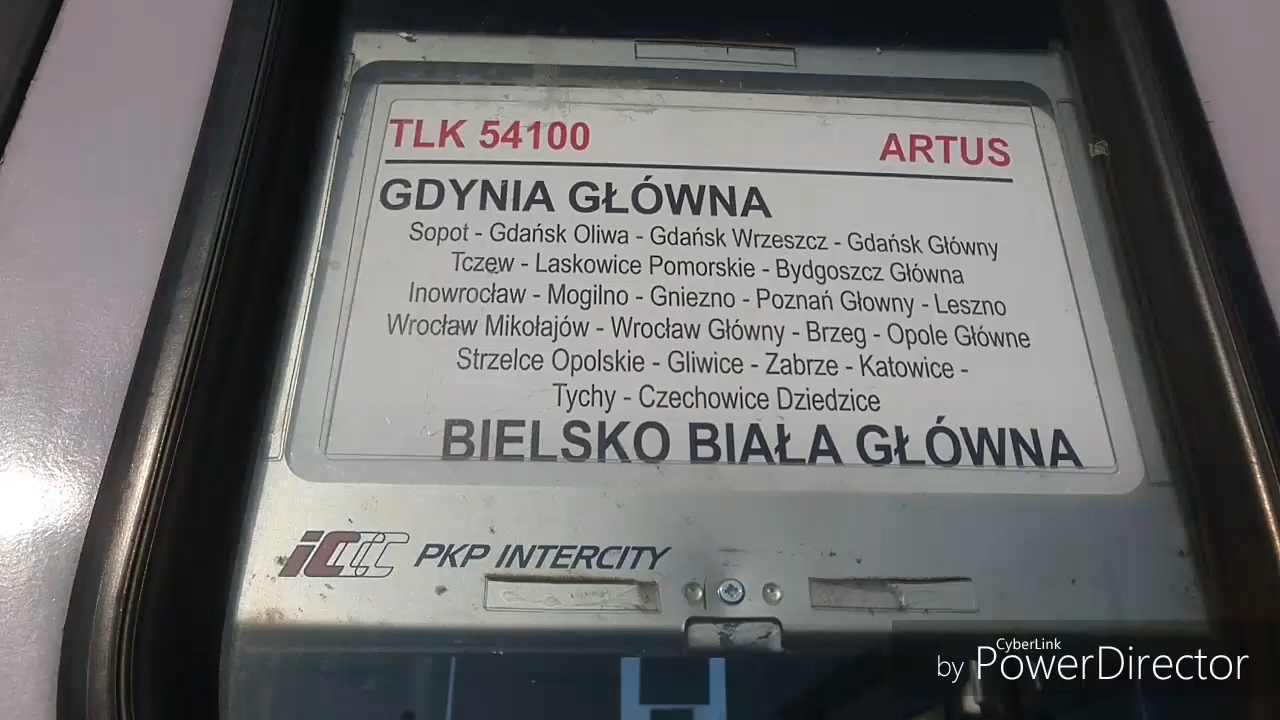 TLK 54100 ARTUS
GDYNIA GŁÓWNA
Sopot - Gdańsk Oliwa - Gdańsk Wrzeszcz - Gdańsk Główny
Tczew - Laskowice Pomorskie - Bydgoszcz Główna
Inowrocław - Mogilno - Gniezno - Poznań Głowny - Leszno
Wrocław Mikołajów - Wrocław Główny - Brzeg - Opole Główne
Strzelce Opolskie - Gliwice - Zabrze - Katowice -
Tychy - Czechowice Dziedzice
BIELSKO BIAŁA GŁÓWNA
iC PKP INTERCITY
CyberLink
by PowerDirector